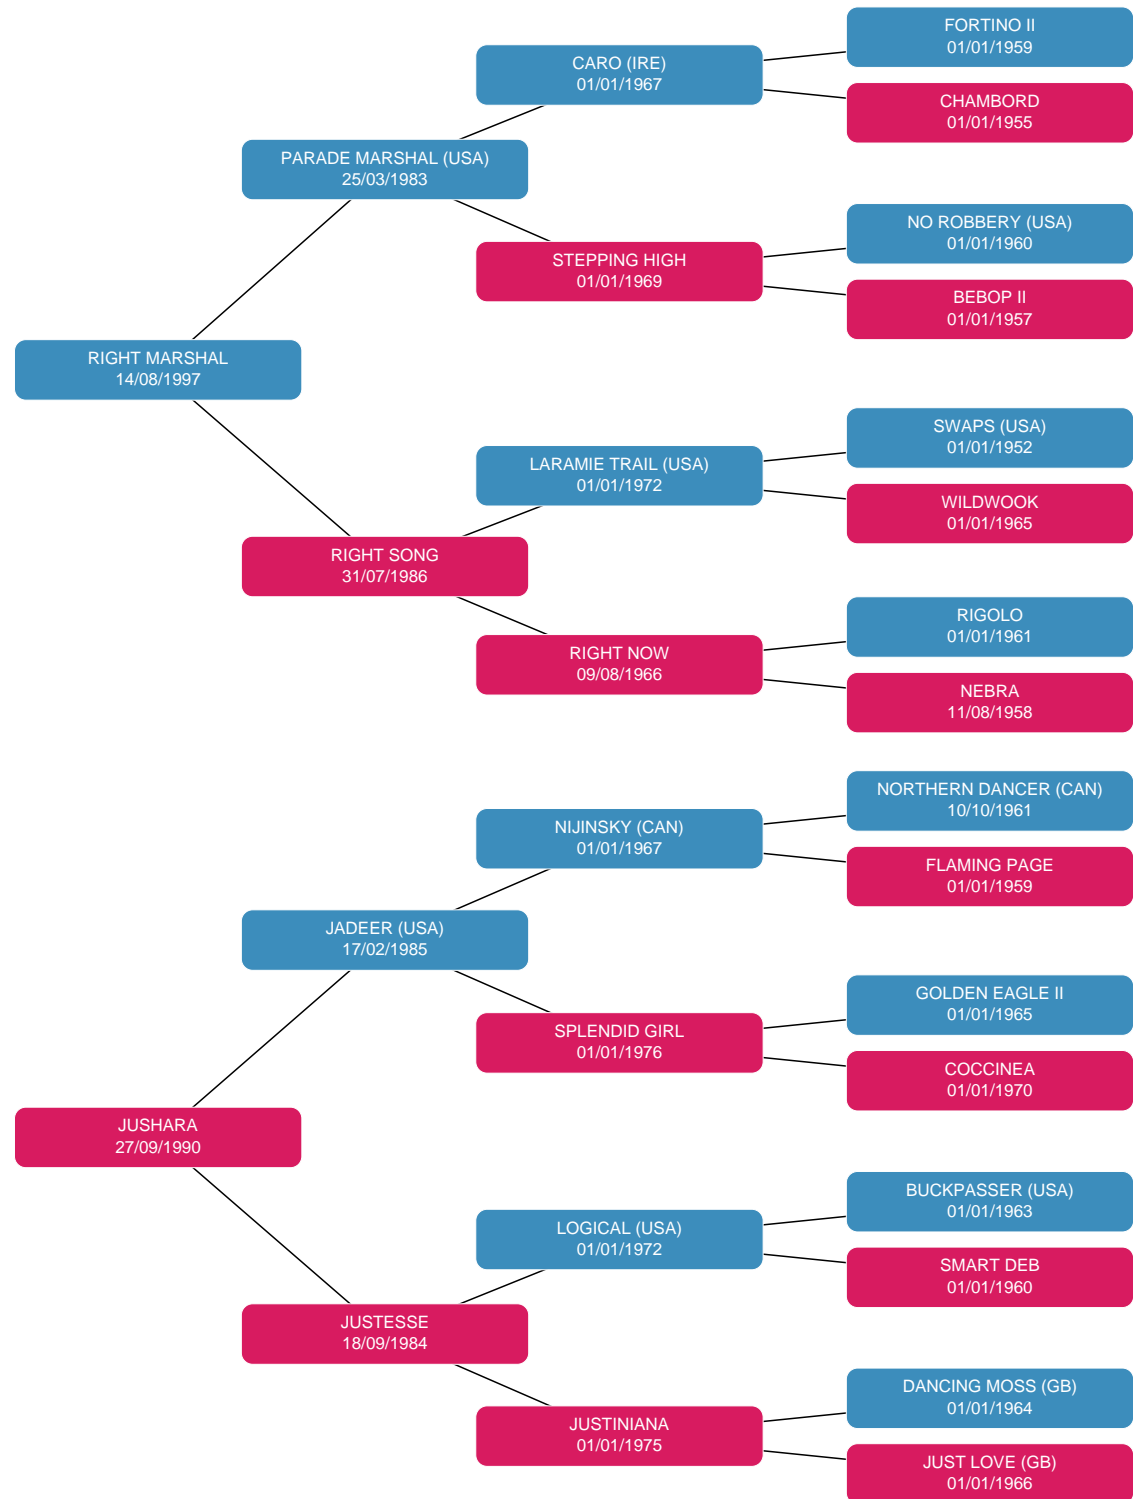 FORTINO II
01/01/1959
CARO (IRE)
01/01/1967
CHAMBORD
01/01/1955
PARADE MARSHAL (USA)
25/03/1983
NO ROBBERY (USA)
01/01/1960
STEPPING HIGH
01/01/1969
BEBOP II
01/01/1957
RIGHT MARSHAL
14/08/1997
SWAPS (USA)
01/01/1952
LARAMIE TRAIL (USA)
01/01/1972
WILDWOOK
01/01/1965
RIGHT SONG
31/07/1986
RIGOLO
01/01/1961
RIGHT NOW
09/08/1966
NEBRA
11/08/1958
NORTHERN DANCER (CAN)
10/10/1961
NIJINSKY (CAN)
01/01/1967
FLAMING PAGE
01/01/1959
JADEER (USA)
17/02/1985
GOLDEN EAGLE II
01/01/1965
SPLENDID GIRL
01/01/1976
COCCINEA
01/01/1970
JUSHARA
27/09/1990
BUCKPASSER (USA)
01/01/1963
LOGICAL (USA)
01/01/1972
SMART DEB
01/01/1960
JUSTESSE
18/09/1984
DANCING MOSS (GB)
01/01/1964
JUSTINIANA
01/01/1975
JUST LOVE (GB)
01/01/1966